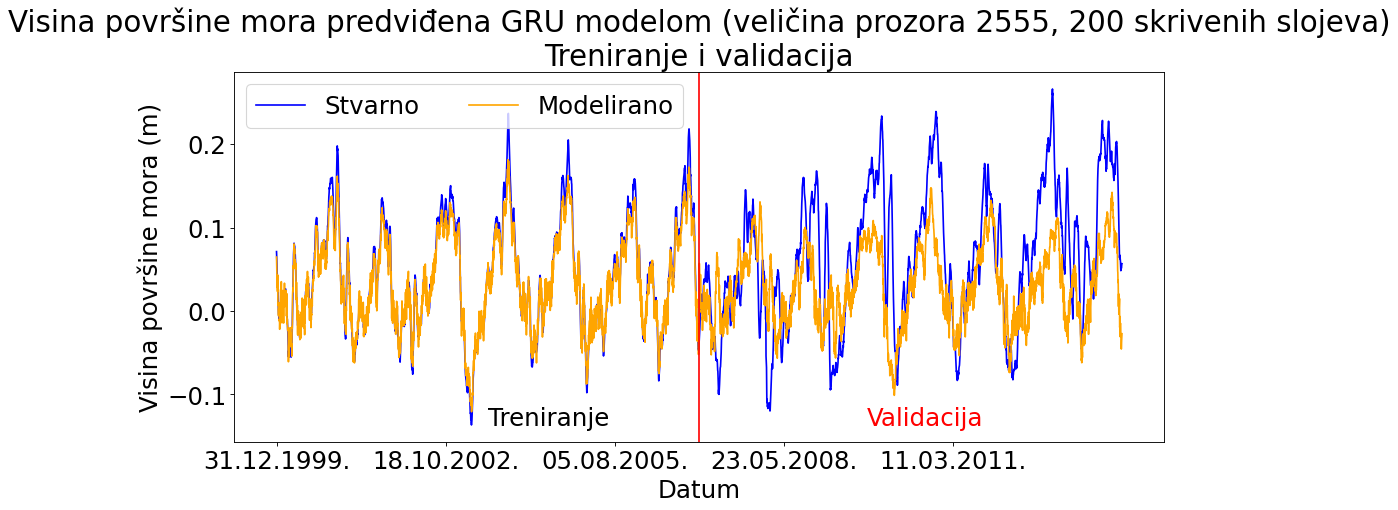 Visina površine mora predviđena GRU modelom (veličina prozora 2555, 200 skrivenih slojeva)
Treniranje i validacija
Stvarno Modelirano
Visina površine mora (m)
0.2
0.1
0.0
−0.1
Treniranje Validacija
31.12.1999. 18.10.2002. 05.08.2005. 23.05.2008. 11.03.2011.
Datum